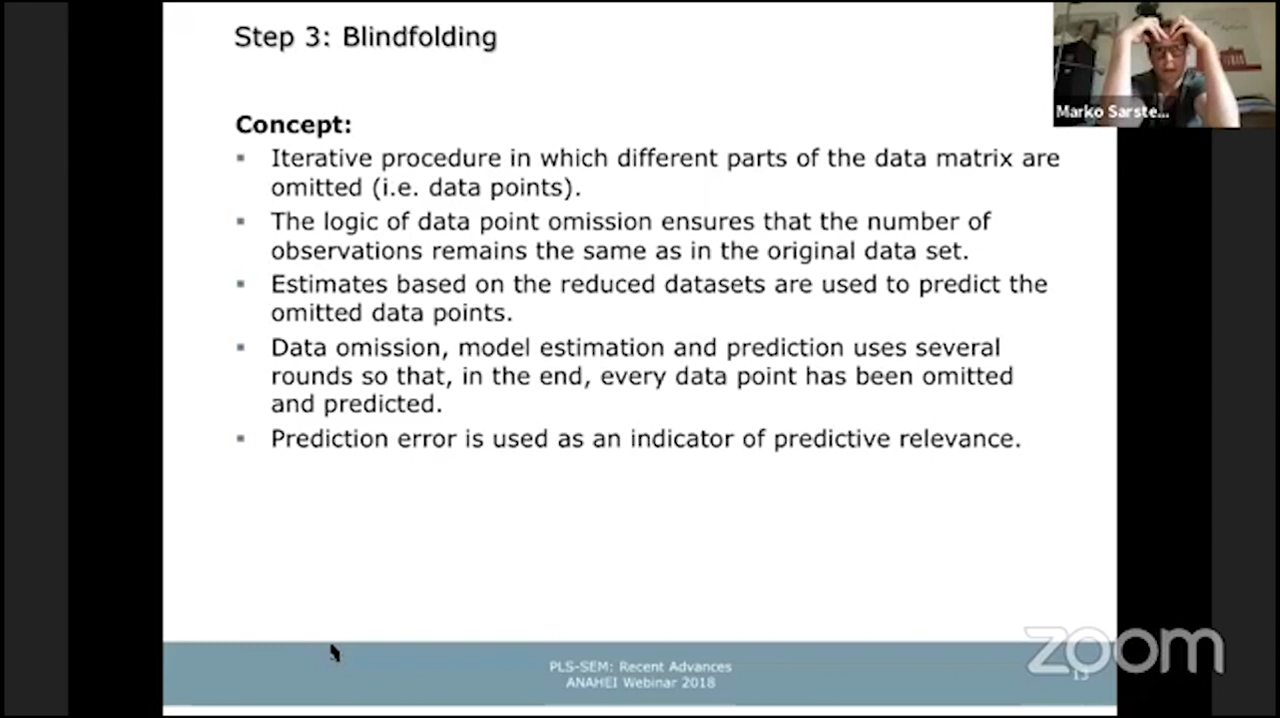 Step 3: Blindfolding
Marko Sarste...
Concept:
▪ Iterative procedure in which different parts of the data matrix are
omitted (i.e. data points).
▪ The logic of data point omission ensures that the number of
observations remains the same as in the original data set.
▪ Estimates based on the reduced datasets are used to predict the
omitted data points.
▪ Data omission, model estimation and prediction uses several
rounds so that, in the end, every data point has been omitted
and predicted.
▪ Prediction error is used as an indicator of predictive relevance.
PLS-SEM: Recent Advances
ANAHEI Webinar 2018
zoom
13